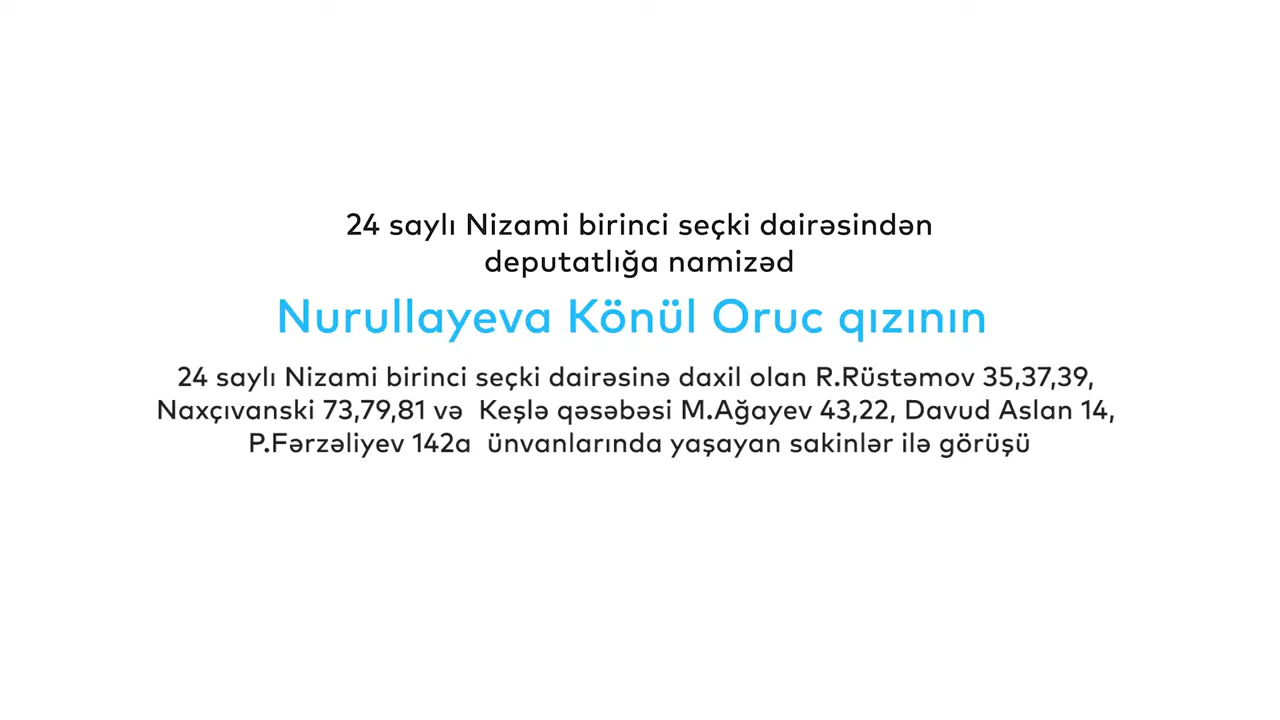 24 saylı Nizami birinci seçki dairəsindən
deputatlığa namizəd
Nurullayeva Könül Oruc qızının
24 saylı Nizami birinci seçki dairəsinə daxil olan R.Rüstəmov 35,37,39,
Naxçıvanski 73,79,81 və  Keşlə qəsəbəsi M.Ağayev 43,22, Davud Aslan 14,
P.Fərzəliyev 142a  ünvanlarında yaşayan sakinlər ilə görüşü